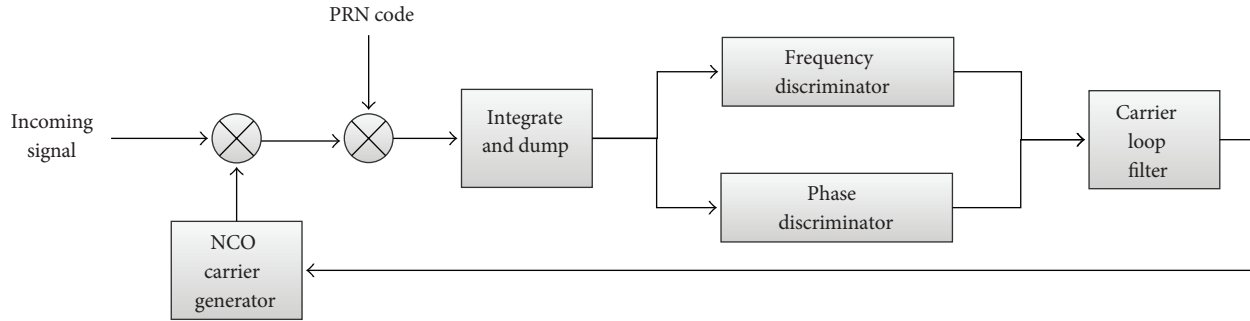 PRN code
Incoming
signal
Integrate
and dump
Frequency
discriminator
Phase
discriminator
Carrier
loop
filter
NCO
carrier
generator